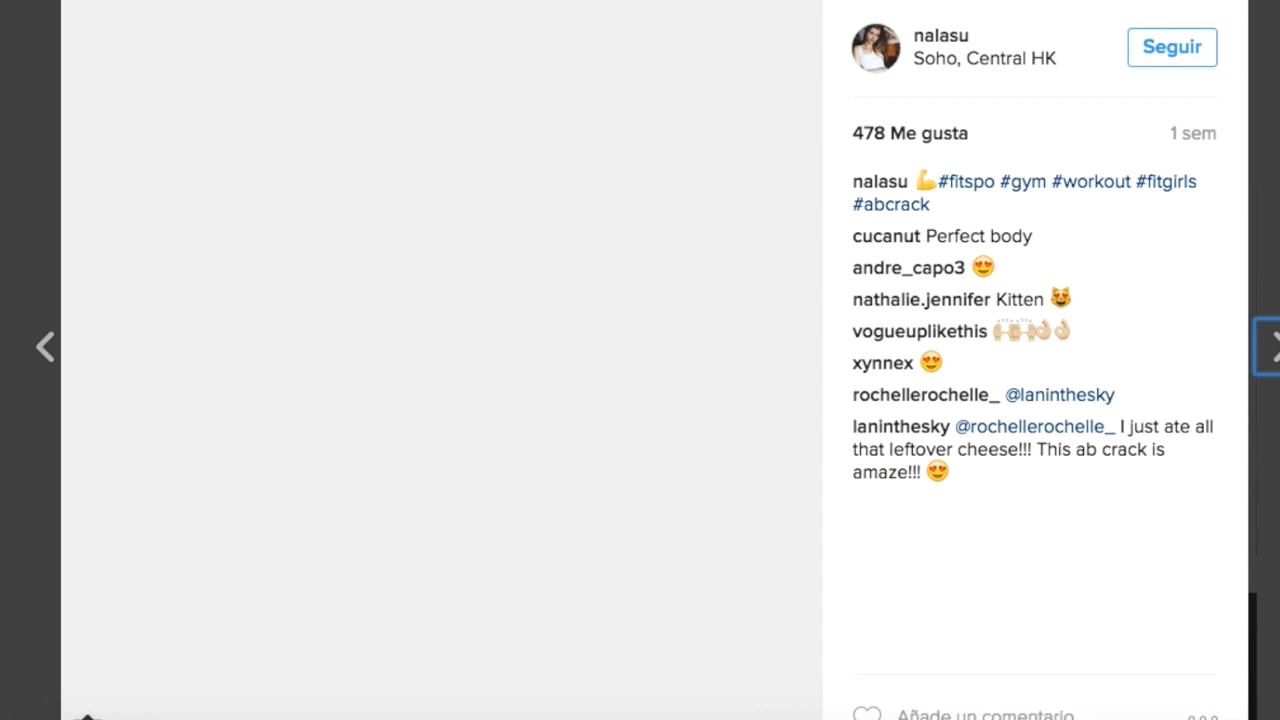 nalasu
Soho, Central HK
Seguir
478 Me gusta
1 sem
nalasu 💪#fitspo #gym #workout #fitgirls
#abcrack
cucanut Perfect body
andre_capo3 😍
nathalie.jennifer Kitten 😻
vogueuplikethis 🙌🏼🙌🏼👌🏼👌🏼
xynnex 😍
rochellerochelle_ @laninthesky
laninthesky @rochellerochelle_ I just ate all
that leftover cheese!!! This ab crack is
amaze!!! 😍
Añade un comentario